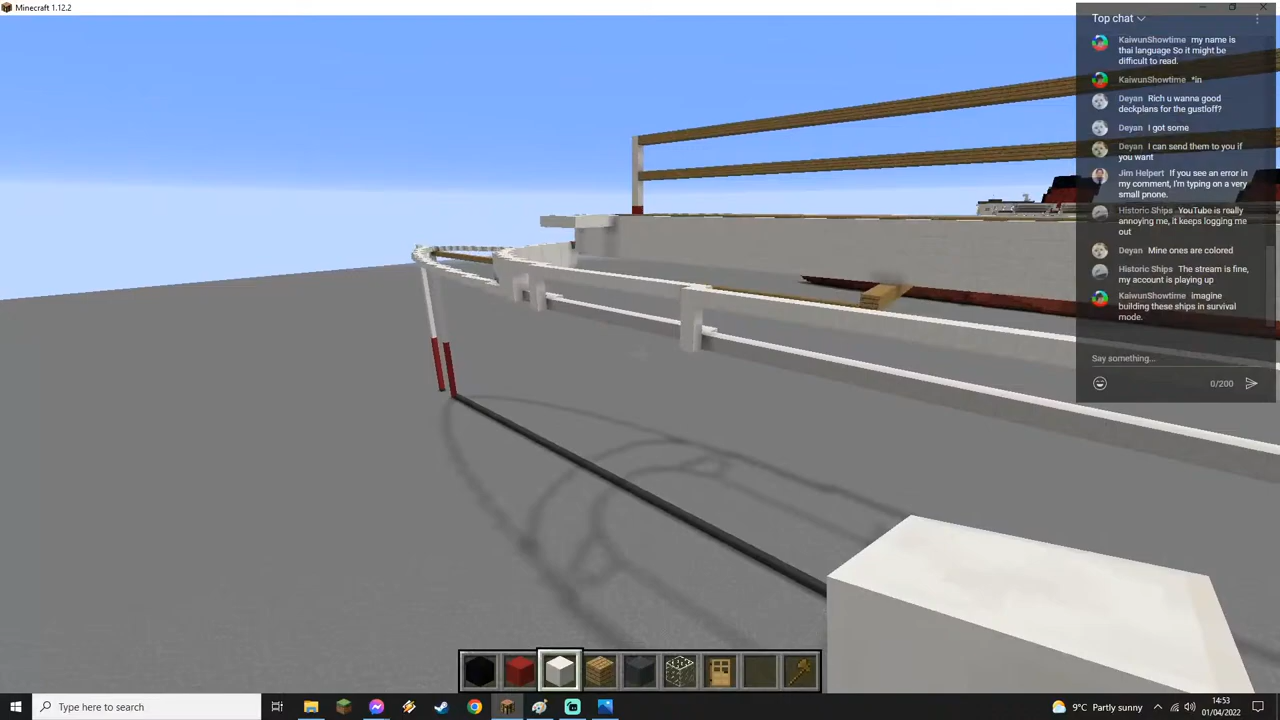 Minecraft 1.12.2
Top chat
KaiwunShowtime my name is
thai language So it might be
difficult to read.
KaiwunShowtime *in
Deyan Rich u wanna good
deckplans for the gustloff?
Deyan I got some
Deyan I can send them to you if
you want
Jim Helpert If you see an error in
my comment, I'm typing on a very
small pnone.
Historic Ships YouTube is really
annoying me, it keeps logging me
out
Deyan Mine ones are colored
Historic Ships The stream is fine,
my account is playing up
KaiwunShowtime imagine
building these ships in survival
mode.
Say something...
0/200
Type here to search
9°C Partly sunny
14:53
01/04/2022